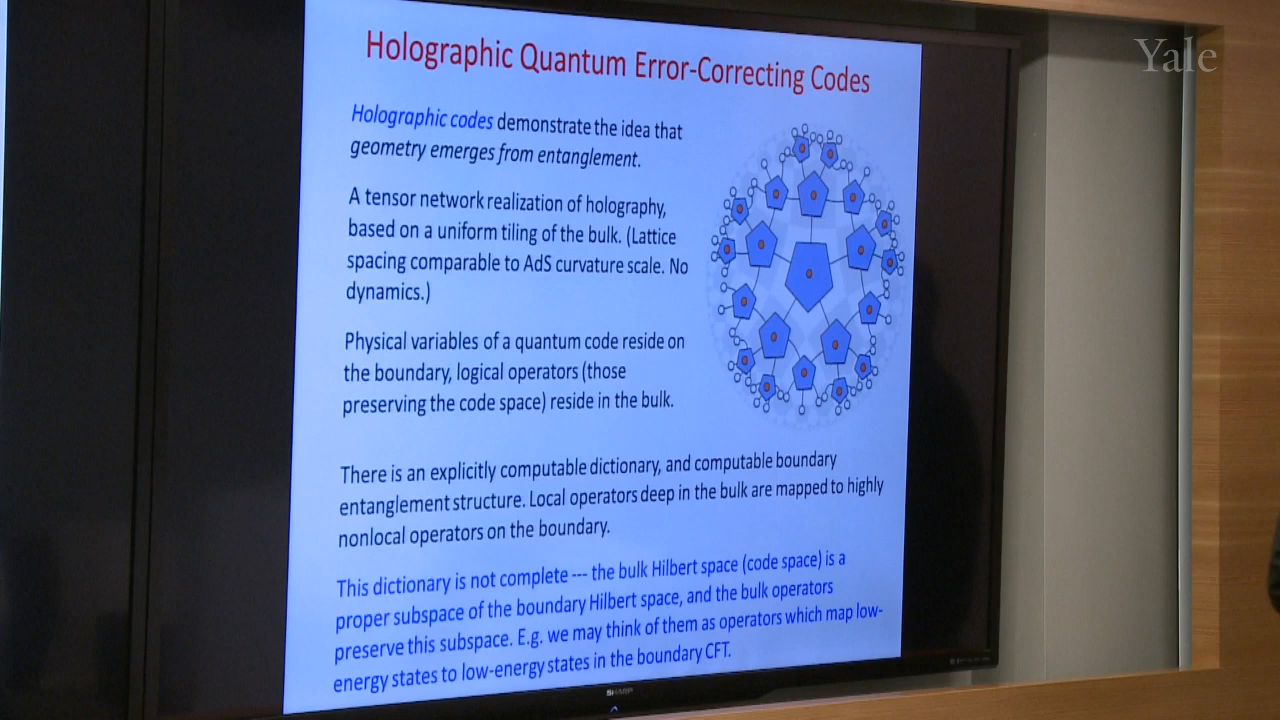 Yale
Holographic Quantum Error-Correcting Codes
Holographic codes demonstrate the idea that
geometry emerges from entanglement.
A tensor network realization of holography,
based on a uniform tiling of the bulk. (Lattice
spacing comparable to AdS curvature scale. No
dynamics.)
Physical variables of a quantum code reside on
the boundary, logical operators (those
preserving the code space) reside in the bulk.
There is an explicitly computable dictionary, and computable boundary
entanglement structure. Local operators deep in the bulk are mapped to highly
nonlocal operators on the boundary.
This dictionary is not complete --- the bulk Hilbert space (code space) is a
proper subspace of the boundary Hilbert space, and the bulk operators
preserve this subspace. E.g. we may think of them as operators which map low-
energy states to low-energy states in the boundary CFT.
SHARP